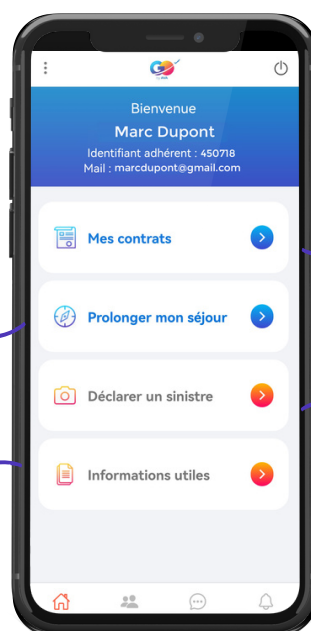 GO
Bienvenue
Marc Dupont
Identifiant adhérent : 450718
Mail : marcdupont@gmail.com
Mes contrats
Prolonger mon séjour
Déclarer un sinistre
Informations utiles